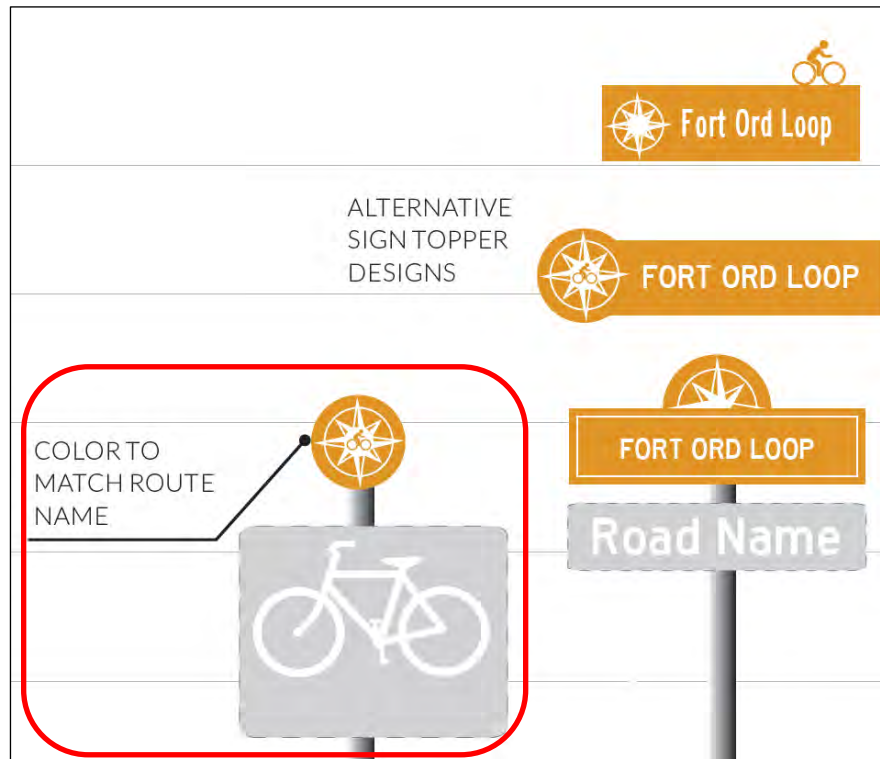 Fort Ord Loop
ALTERNATIVE
SIGN TOPPER
DESIGNS
FORT ORD LOOP
COLOR TO
MATCH ROUTE
NAME
FORT ORD LOOP
Road Name